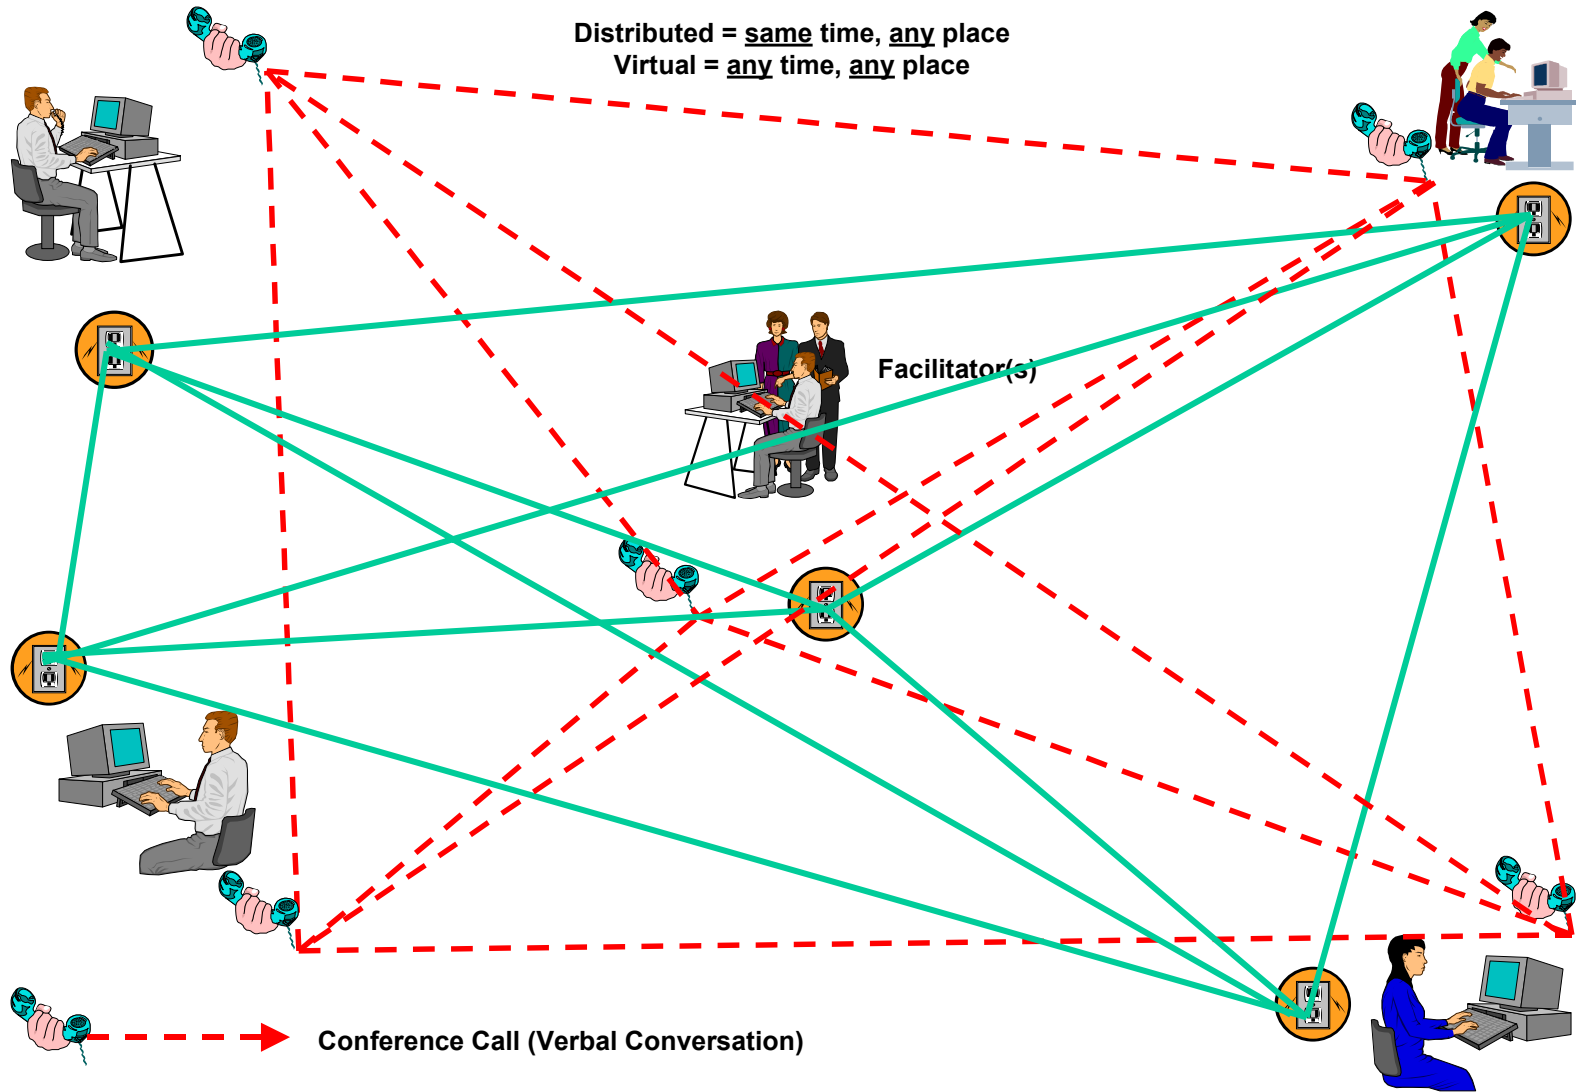 Distributed = same time, any place
Virtual = any time, any place
Facilitator(s)
Conference Call (Verbal Conversation)